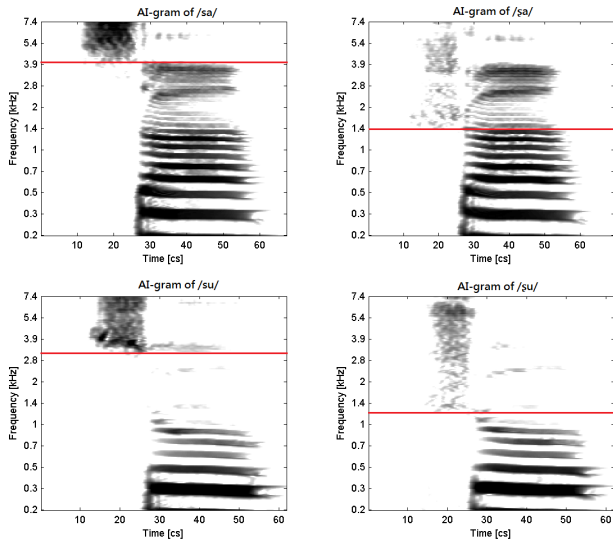 AI-gram of /sa/
Frequency [kHz]
7.4
5.4
3.9
2.8
2
1.4
1
0.7
0.5
0.3
0.2
10 20 30 40 50 60
Time [cs]
AI-gram of /ʂa/
Frequency [kHz]
7.4
5.4
3.9
2.8
2
1.4
1
0.7
0.5
0.3
0.2
10 20 30 40 50 60
Time [cs]
AI-gram of /su/
Frequency [kHz]
7.4
5.4
3.9
2.8
2
1.4
1
0.7
0.5
0.3
0.2
10 20 30 40 50 60
Time [cs]
AI-gram of /ʂu/
Frequency [kHz]
7.4
5.4
3.9
2.8
2
1.4
1
0.7
0.5
0.3
0.2
10 20 30 40 50 60
Time [cs]